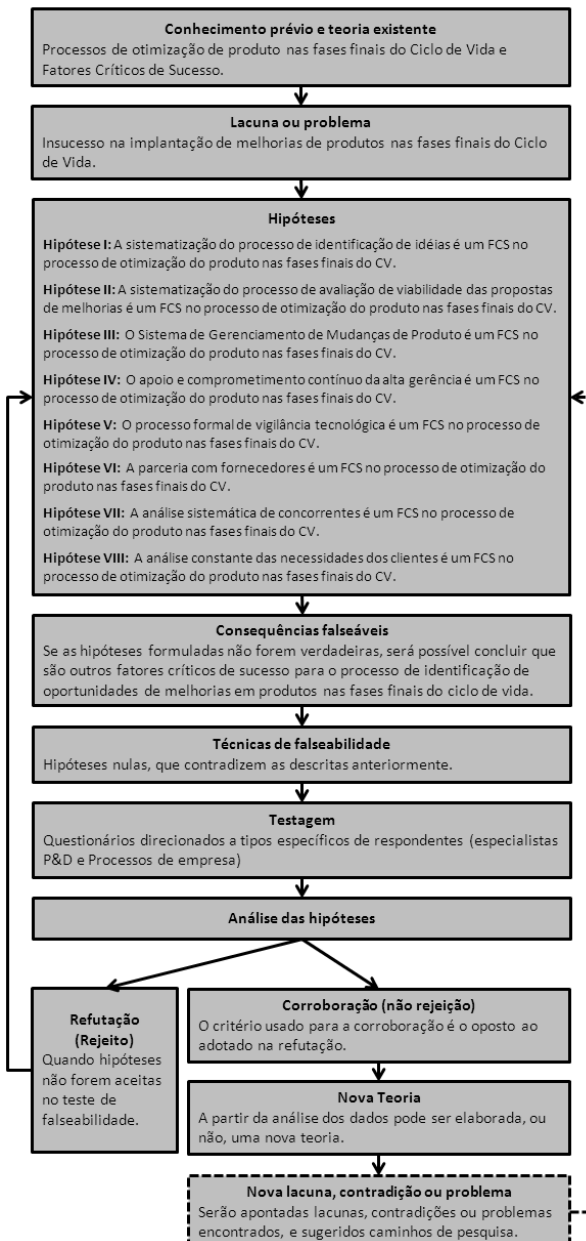 Conhecimento prévio e teoria existente
Processos de otimização de produto nas fases finais do Ciclo de Vida e
Fatores Críticos de Sucesso.
Lacuna ou problema
Insucesso na implantação de melhorias de produtos nas fases finais do Ciclo
de Vida.
Hipóteses
Hipótese I: A sistematização do processo de identificação de idéias é um FCS no
processo de otimização do produto nas fases finais do CV.
Hipótese II: A sistematização do processo de avaliação de viabilidade das propostas
de melhorias é um FCS no processo de otimização do produto nas fases finais do CV.
Hipótese III: O Sistema de Gerenciamento de Mudanças de Produto é um FCS no
processo de otimização do produto nas fases finais do CV.
Hipótese IV: O apoio e comprometimento contínuo da alta gerência é um FCS no
processo de otimização do produto nas fases finais do CV.
Hipótese V: O processo formal de vigilância tecnológica é um FCS no processo de
otimização do produto nas fases finais do CV.
Hipótese VI: A parceria com fornecedores é um FCS no processo de otimização do
produto nas fases finais do CV.
Hipótese VII: A análise sistemática de concorrentes é um FCS no processo de
otimização do produto nas fases finais do CV.
Hipótese VIII: A análise constante das necessidades dos clientes é um FCS no
processo de otimização do produto nas fases finais do CV.
Consequências falseáveis
Se as hipóteses formuladas não forem verdadeiras, será possível concluir que
são outros fatores críticos de sucesso para o processo de identificação de
oportunidades de melhorias em produtos nas fases finais do ciclo de vida.
Técnicas de falseabilidade
Hipóteses nulas, que contradizem as descritas anteriormente.
Testagem
Questionários direcionados a tipos específicos de respondentes (especialistas
P&D e Processos de empresa)
Análise das hipóteses
Refutação
(Rejeito)
Quando hipóteses
não forem aceitas
no teste de
falseabilidade.
Corroboração (não rejeição)
O critério usado para a corroboração é o oposto ao
adotado na refutação.
Nova Teoria
A partir da análise dos dados pode ser elaborada, ou
não, uma nova teoria.
Nova lacuna, contradição ou problema
Serão apontadas lacunas, contradições ou problemas
encontrados, e sugeridos caminhos de pesquisa.